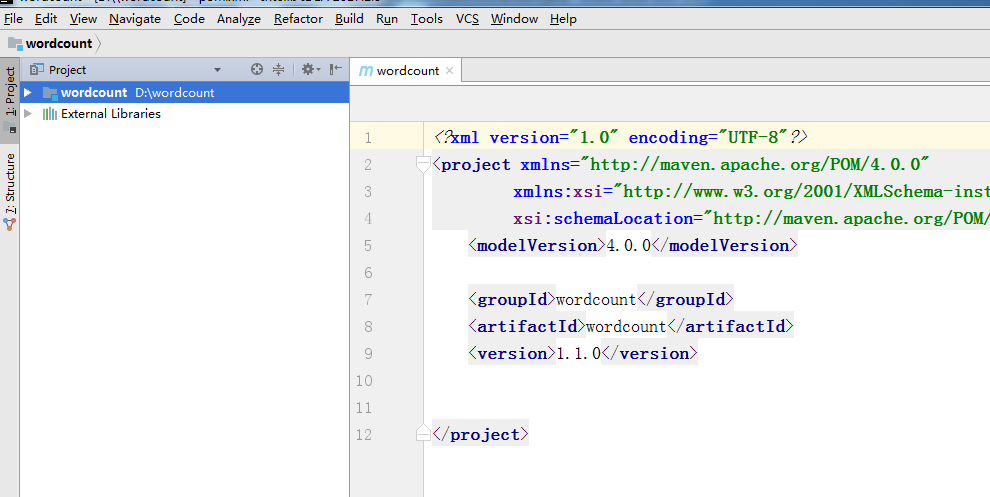 File Edit View Navigate Code Analyze Refactor Build Run Tools VCS Window Help
wordcount
1: Project
7: Structure
Project
wordcount D:\wordcount
External Libraries
m wordcount
1 <?xml version="1.0" encoding="UTF-8"?>
2 <project xmlns="http://maven.apache.org/POM/4.0.0"
3 xmlns:xsi="http://www.w3.org/2001/XMLSchema-inst
4 xsi:schemaLocation="http://maven.apache.org/POM/
5 <modelVersion>4.0.0</modelVersion>
6
7 <groupId>wordcount</groupId>
8 <artifactId>wordcount</artifactId>
9 <version>1.1.0</version>
10
11
12 </project>